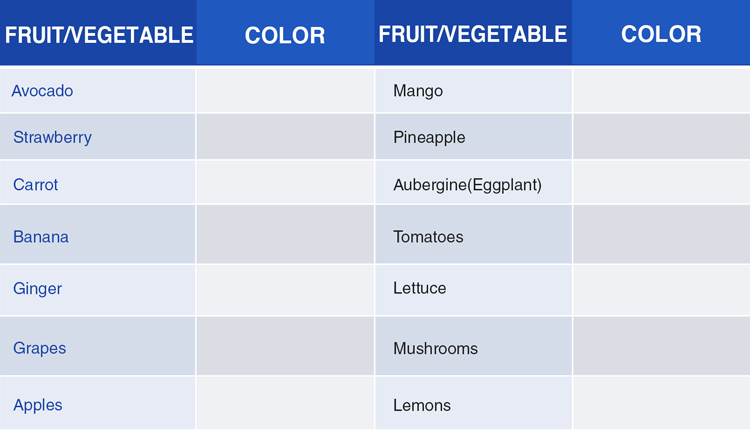 FRUIT/VEGETABLE COLOR FRUIT/VEGETABLE COLOR
Avocado Mango
Strawberry Pineapple
Carrot Aubergine(Eggplant)
Banana Tomatoes
Ginger Lettuce
Grapes Mushrooms
Apples Lemons